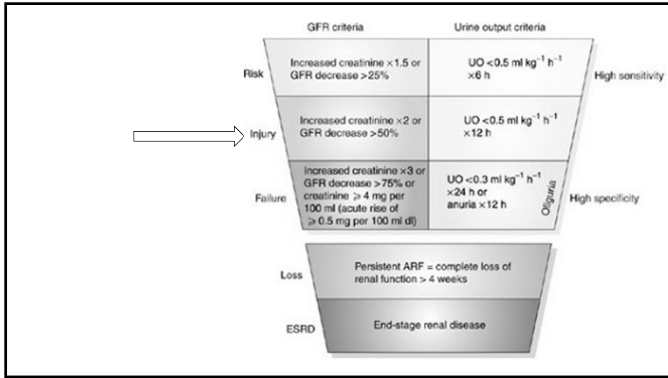 GFR criteria
Urine output criteria
Risk
Increased creatinine ×1.5 or
GFR decrease >25%
UO <0.5 ml kg⁻¹ h⁻¹
×6 h
High sensitivity
Injury
Increased creatinine ×2 or
GFR decrease >50%
UO <0.5 ml kg⁻¹ h⁻¹
×12 h
Failure
Increased creatinine ×3 or
GFR decrease >75% or
creatinine ⩾ 4 mg per
100 ml (acute rise of
⩾ 0.5 mg per 100 ml dl)
UO <0.3 ml kg⁻¹ h⁻¹
×24 h or
anuria ×12 h
Oliguria
High specificity
Loss
Persistent ARF = complete loss of
renal function > 4 weeks
ESRD
End-stage renal disease